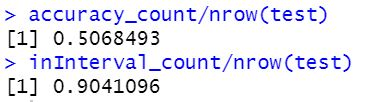 > accuracy_count/nrow(test)
[1] 0.5068493
> inInterval_count/nrow(test)
[1] 0.9041096